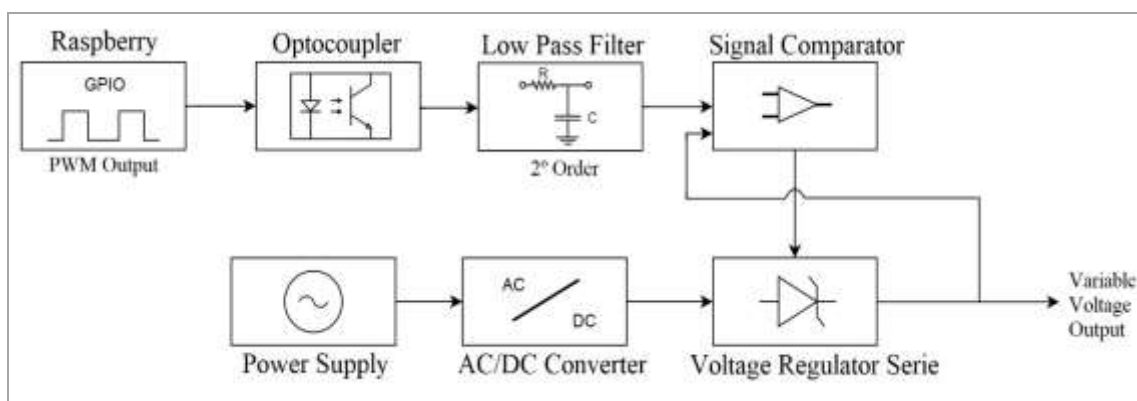 Raspberry
Optocoupler
Low Pass Filter
Signal Comparator
GPIO
R
C
PWM Output
2º Order
AC
DC
Variable
Voltage
Output
Power Supply
AC/DC Converter
Voltage Regulator Serie